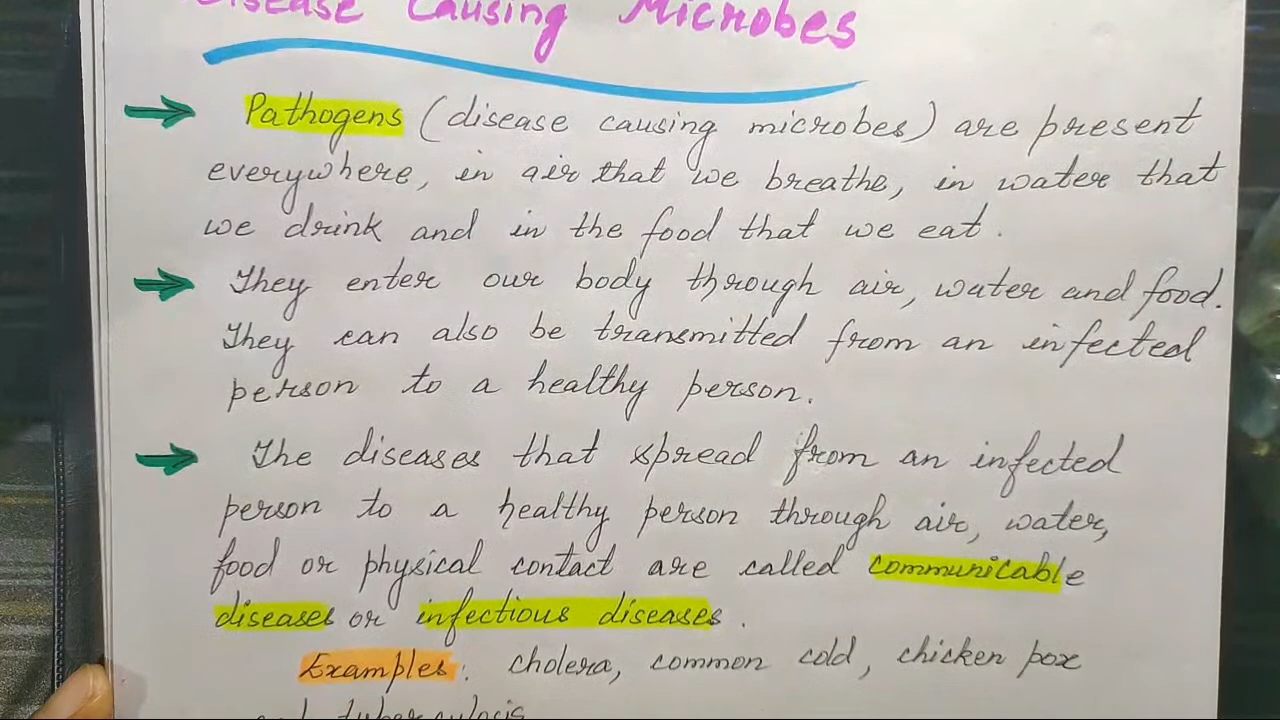 Disease Causing Microbes
Pathogens (disease causing microbes) are present
everywhere, in air that we breathe, in water that
we drink and in the food that we eat.
They enter our body through air, water and food.
They can also be transmitted from an infected
person to a healthy person.
The diseases that spread from an infected
person to a healthy person through air, water,
food or physical contact are called communicable
diseases or infectious diseases.
Examples: cholera, common cold, chicken pox
and tuberculosis